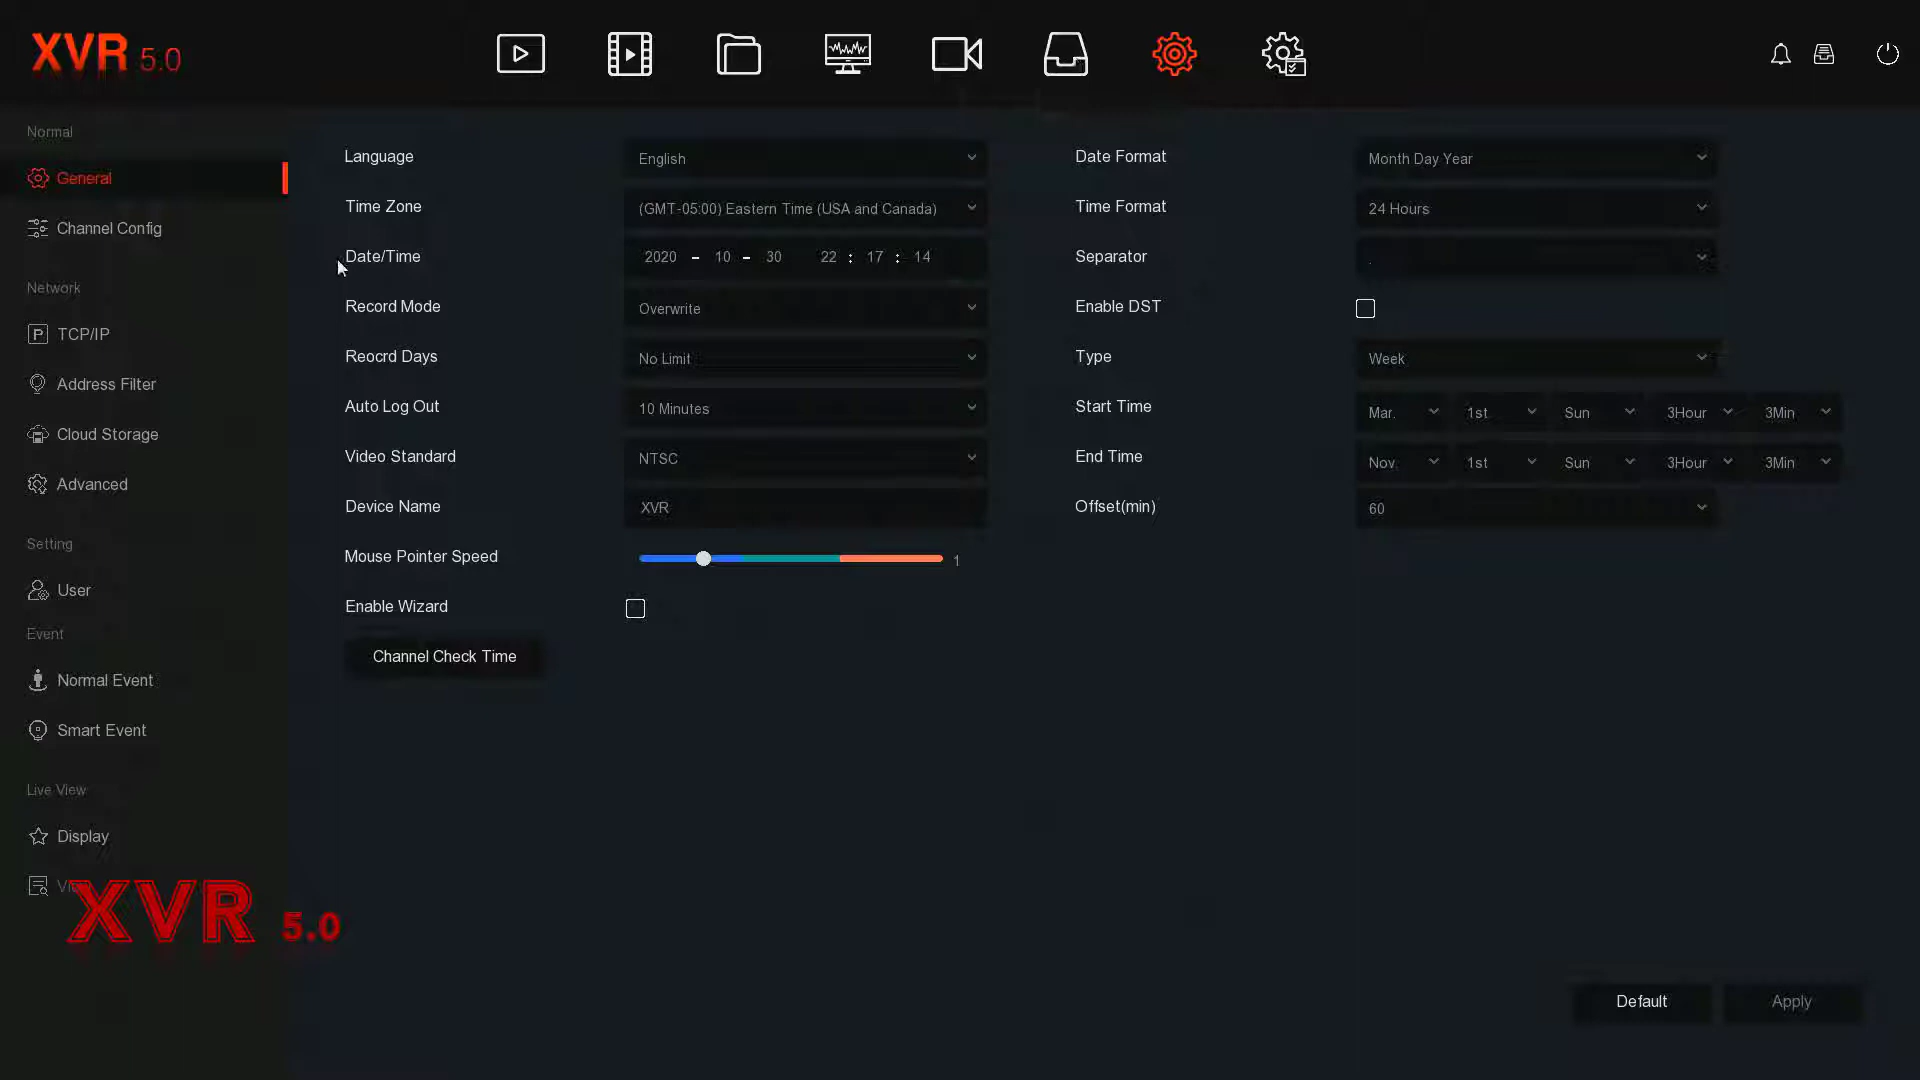 XVR 5.0
Normal
General
Channel Config
Network
P TCP/IP
Address Filter
Cloud Storage
Advanced
Setting
User
Event
Normal Event
Smart Event
Live View
Display
XVR 5.0
Language English
Time Zone (GMT-05:00) Eastern Time (USA and Canada)
Date/Time 2020 - 10 - 30 22 : 17 : 14
Record Mode Overwrite
Reocrd Days No Limit
Auto Log Out 10 Minutes
Video Standard NTSC
Device Name XVR
Mouse Pointer Speed 1
Enable Wizard
Channel Check Time
Date Format Month Day Year
Time Format 24 Hours
Separator .
Enable DST
Type Week
Start Time Mar. 1st Sun 3Hour 3Min
End Time Nov. 1st Sun 3Hour 3Min
Offset(min) 60
Default Apply